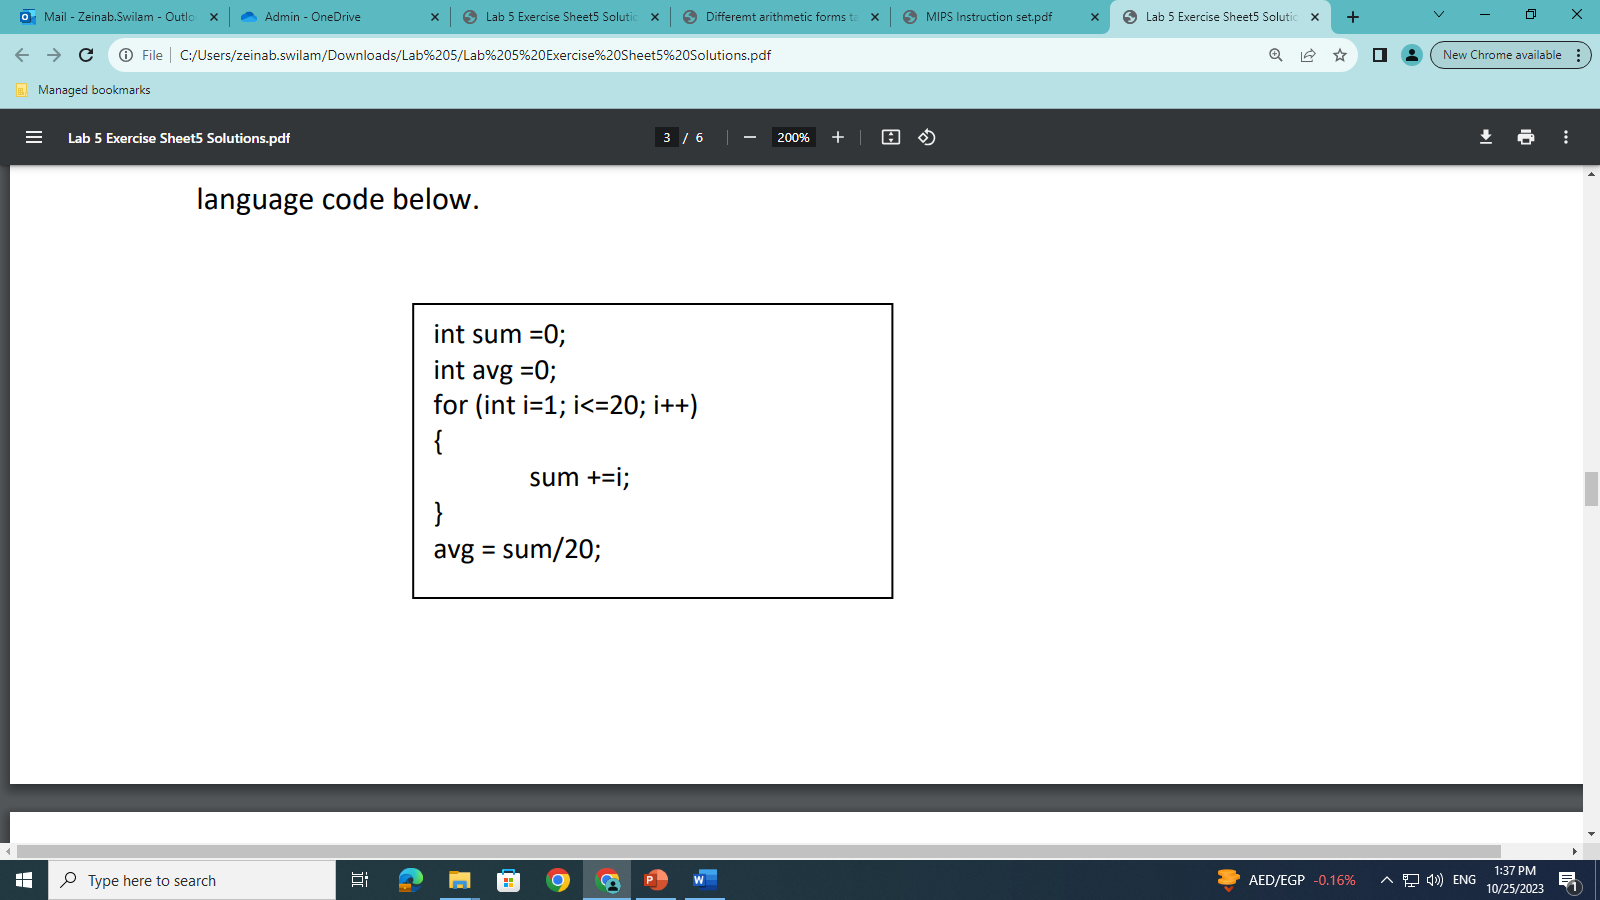 Mail - Zeinab.Swilam - Outlo
Admin - OneDrive
Lab 5 Exercise Sheet5 Solutic
Differemt arithmetic forms ta
MIPS Instruction set.pdf
Lab 5 Exercise Sheet5 Solutic
File
C:/Users/zeinab.swilam/Downloads/Lab%205/Lab%205%20Exercise%20Sheet5%20Solutions.pdf
New Chrome available
Managed bookmarks
Lab 5 Exercise Sheet5 Solutions.pdf
3 / 6
200%
language code below.
int sum =0;
int avg =0;
for (int i=1; i<=20; i++)
{
sum +=i;
}
avg = sum/20;
Type here to search
AED/EGP -0.16%
ENG
1:37 PM
10/25/2023
1